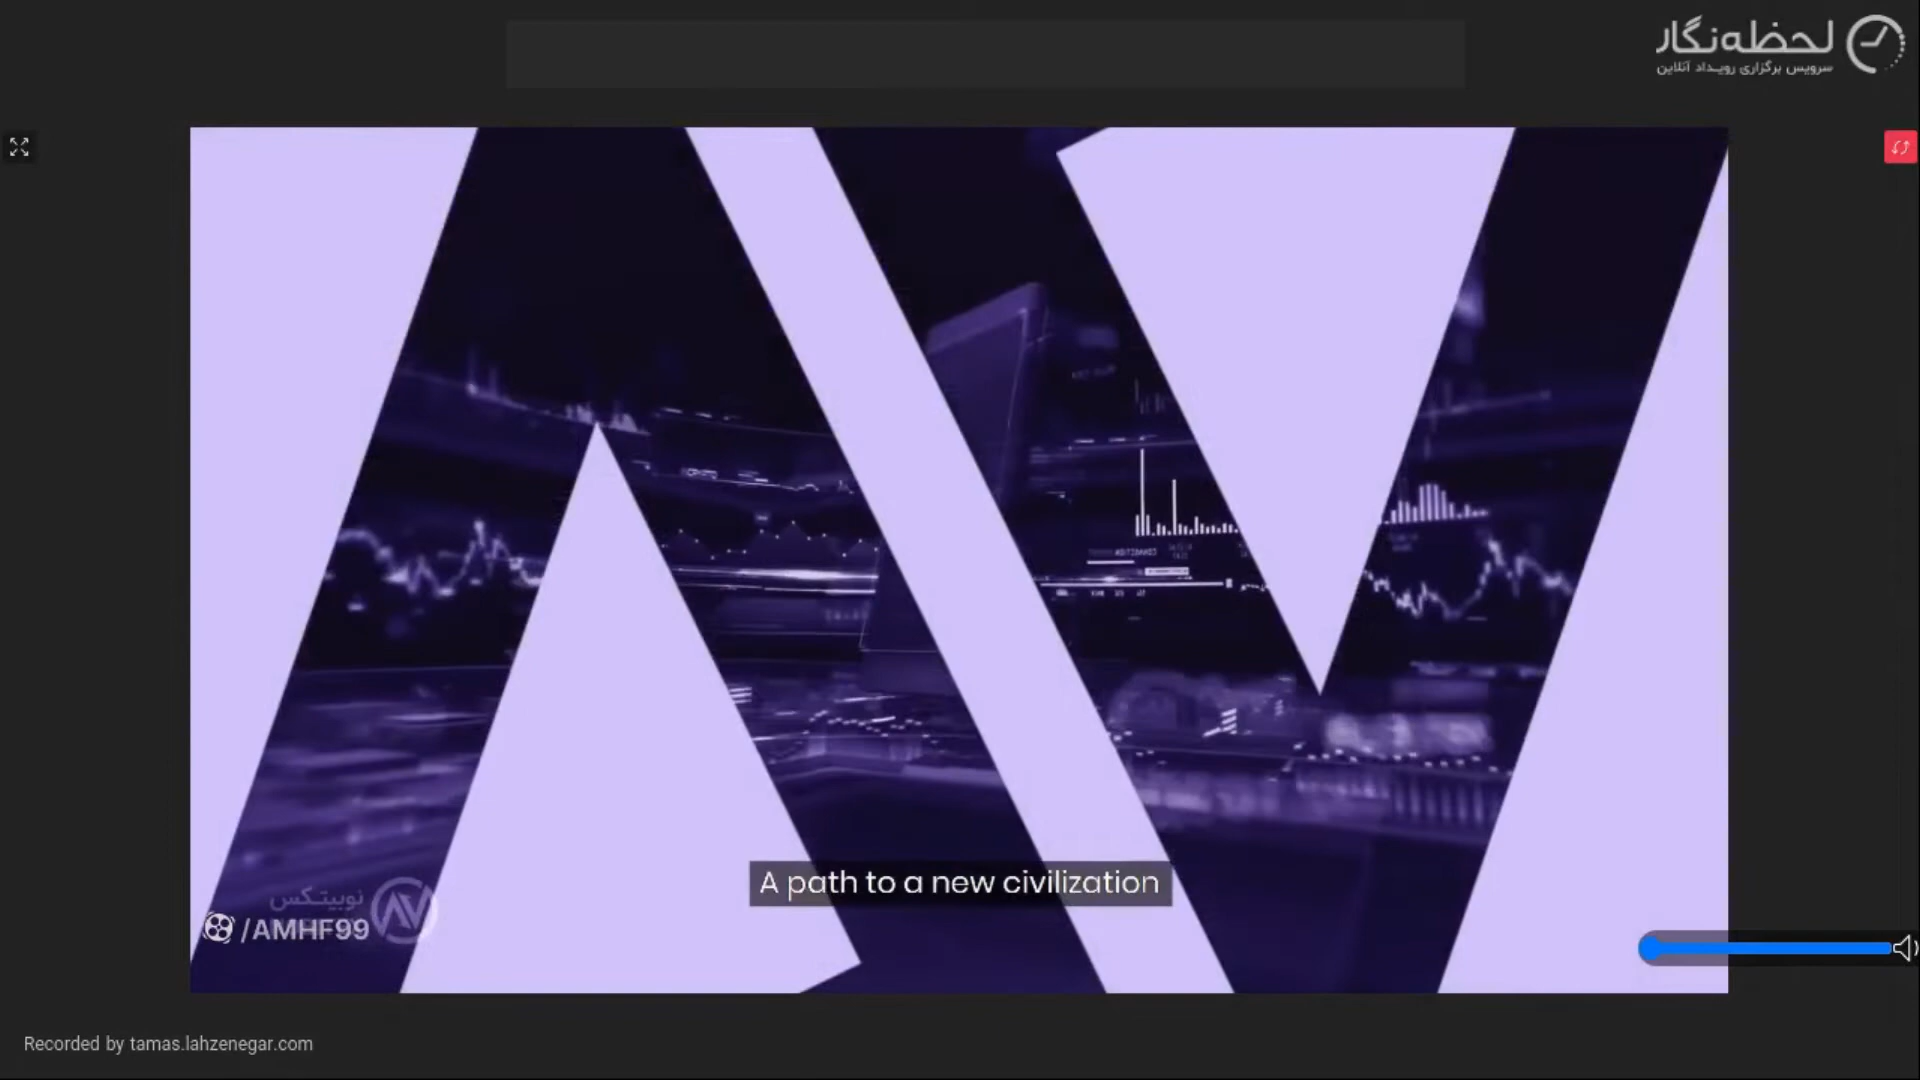 لحظه‌نگار
سرویس برگزاری رویداد آنلاین
A path to a new civilization
نوبیتکس
/AMHF99
Recorded by tamas.lahzenegar.com